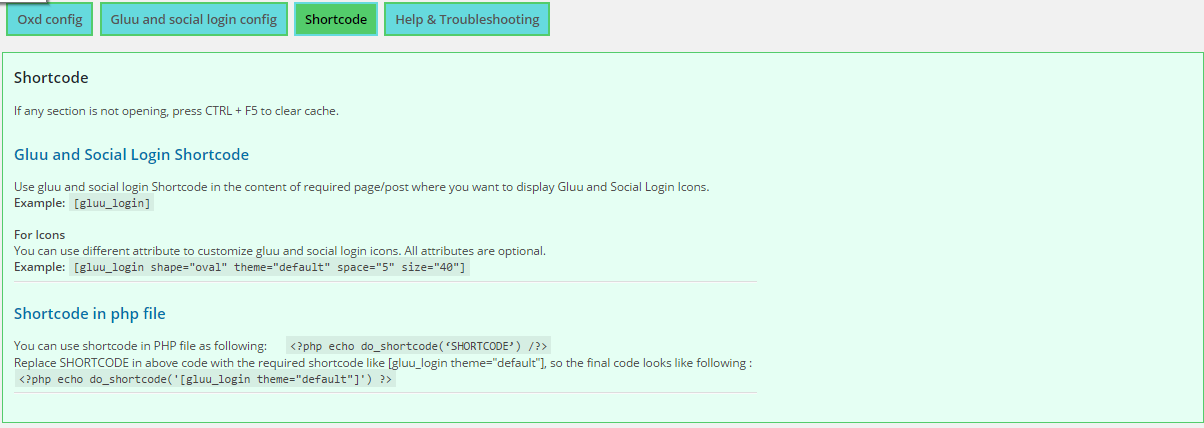 Oxd config
Gluu and social login config
Shortcode
Help & Troubleshooting
Shortcode
If any section is not opening, press CTRL + F5 to clear cache.
Gluu and Social Login Shortcode
Use gluu and social login Shortcode in the content of required page/post where you want to display Gluu and Social Login Icons.
Example: [gluu_login]
For Icons
You can use different attribute to customize gluu and social login icons. All attributes are optional.
Example: [gluu_login shape="oval" theme="default" space="5" size="40"]
Shortcode in php file
You can use shortcode in PHP file as following: <?php echo do_shortcode(‘SHORTCODE’) /?>
Replace SHORTCODE in above code with the required shortcode like [gluu_login theme="default"], so the final code looks like following :
<?php echo do_shortcode('[gluu_login theme="default"]') ?>